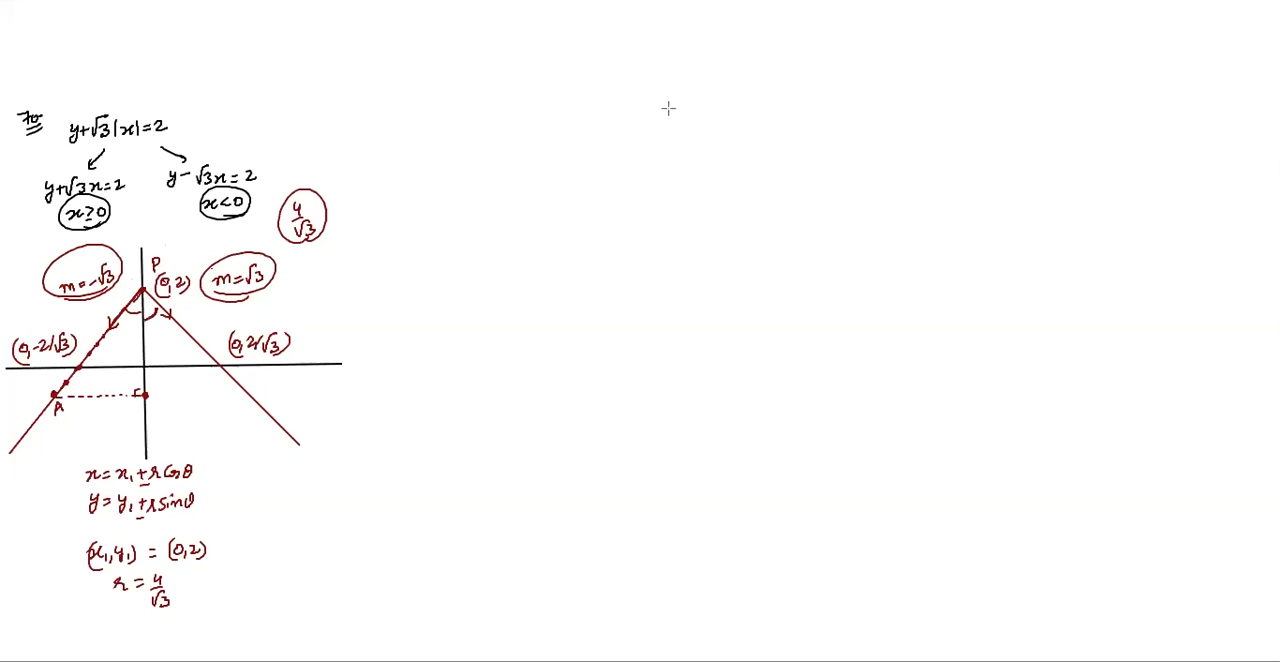 70
y+√3|x|=2
y+√3x=2 y-√3x=2
x≥0 x<0
4/√3
m=-√3 P (0,2) m=√3
(0,-2/√3) (0,2/√3)
A
x=x₁±r cosθ
y=y₁±r sinθ
(x₁,y₁) = (0,2)
r = 4/√3